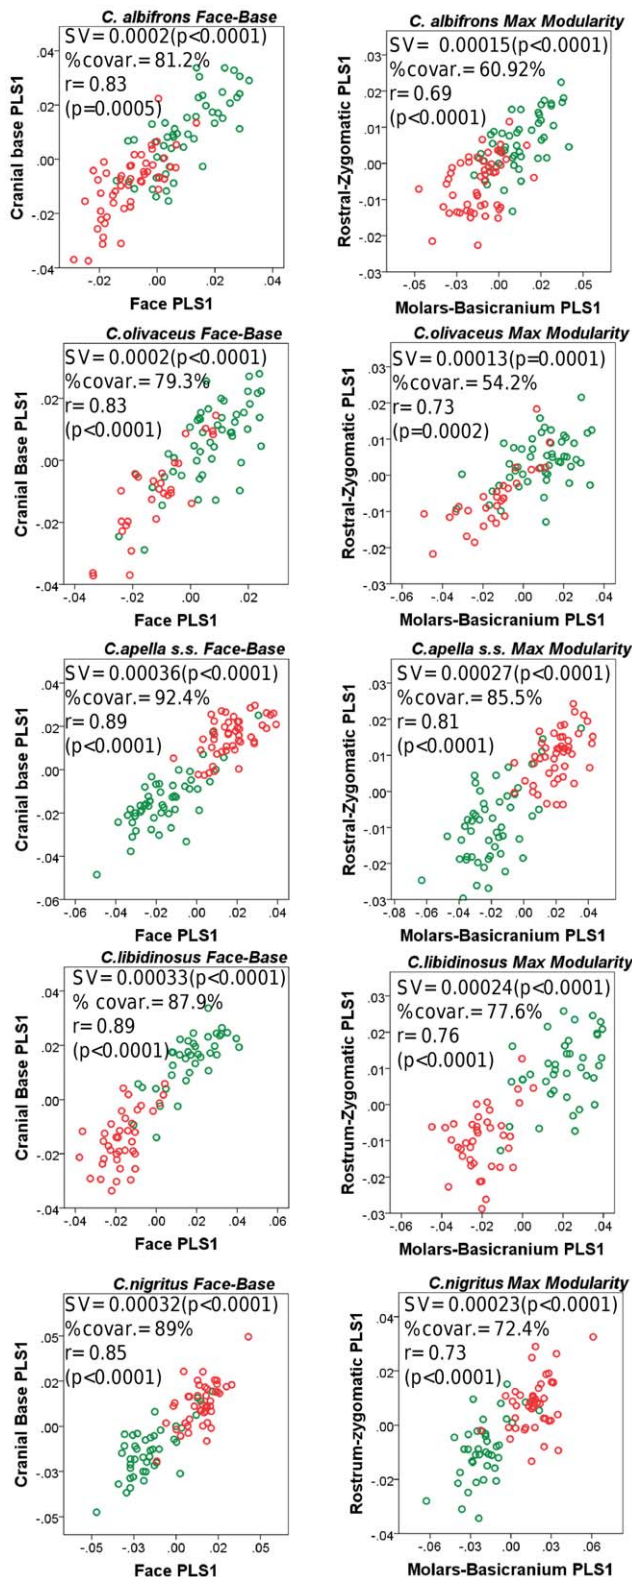 C. albifrons Face-Base
SV= 0.0002(p<0.0001)
%covar.= 81.2%
r= 0.83
(p=0.0005)
Cranial base PLS1
.04
.02
.00
-.02
-.04
-.02
.00
.02
.04
Face PLS1
C. albifrons Max Modularity
SV= 0.00015(p<0.0001)
%covar.= 60.92%
r= 0.69
(p<0.0001)
Rostral-Zygomatic PLS1
.03
.02
.01
.00
-.01
-.02
-.03
-.05
-.03
.00
.03
.05
Molars-Basicranium PLS1
C.olivaceus Face-Base
SV= 0.0002(p<0.0001)
%covar.= 79.3%
r= 0.83
(p<0.0001)
Cranial Base PLS1
.02
.00
-.02
-.04
-.04
-.02
.00
.02
Face PLS1
C.olivaceus Max Modularity
SV= 0.00013(p=0.0001)
%covar.= 54.2%
r= 0.73
(p=0.0002)
Rostral-Zygomatic PLS1
.03
.02
.01
.00
-.01
-.02
-.03
-.05
-.03
.00
.03
Molars-Basicranium PLS1
C.apella s.s. Face-Base
SV= 0.00036(p<0.0001)
%covar.= 92.4%
r= 0.89
(p<0.0001)
Cranial base PLS1
.04
.02
.00
-.02
-.04
-.06
-.06
-.04
-.02
.00
.02
.04
Face PLS1
C.apella s.s. Max Modularity
SV= 0.00027(p<0.0001)
%covar.= 85.5%
r= 0.81
(p<0.0001)
Rostral-Zygomatic PLS1
.03
.02
.01
.00
-.01
-.02
-.03
-.06
-.04
-.02
.00
.02
.04
Molars-Basicranium PLS1
C.libidinosus Face-Base
SV= 0.00033(p<0.0001)
% covar.= 87.9%
r= 0.89
(p<0.0001)
Cranial Base PLS1
.04
.02
.00
-.02
-.04
-.04
-.02
.00
.02
.04
.06
Face PLS1
C.libidinosus Max Modularity
SV= 0.00024(p<0.0001)
%covar.= 77.6%
r= 0.76
(p<0.0001)
Rostrum-Zygomatic PLS1
.03
.02
.01
.00
-.01
-.02
-.03
-.06
-.04
-.02
.00
.02
.04
Molars-Basicranium PLS1
C.nigritus Face-Base
SV= 0.00032(p<0.0001)
%covar.= 89%
r= 0.85
(p<0.0001)
Cranial Base PLS1
.05
.02
.00
-.03
-.05
-.05
-.03
.00
.02
.05
Face PLS1
C.nigritus Max Modularity
SV= 0.00023(p<0.0001)
%covar.= 72.4%
r= 0.73
(p<0.0001)
Rostrum-zygomatic PLS1
.04
.02
.00
-.02
-.04
-.06
-.03
.00
.03
.06
Molars-Basicranium PLS1